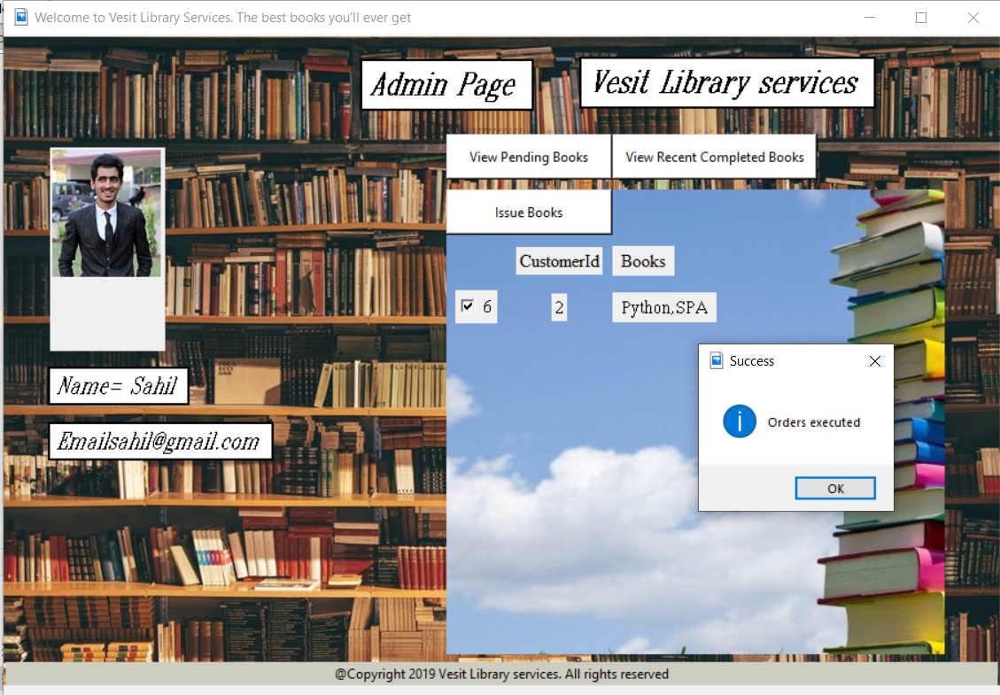 Welcome to Vesit Library Services. The best books you'll ever get
Admin Page
Vesit Library services
View Pending Books
View Recent Completed Books
Issue Books
CustomerId
Books
6
2
Python,SPA
Success
Orders executed
OK
Name= Sahil
Emailsahil@gmail.com
@Copyright 2019 Vesit Library services. All rights reserved